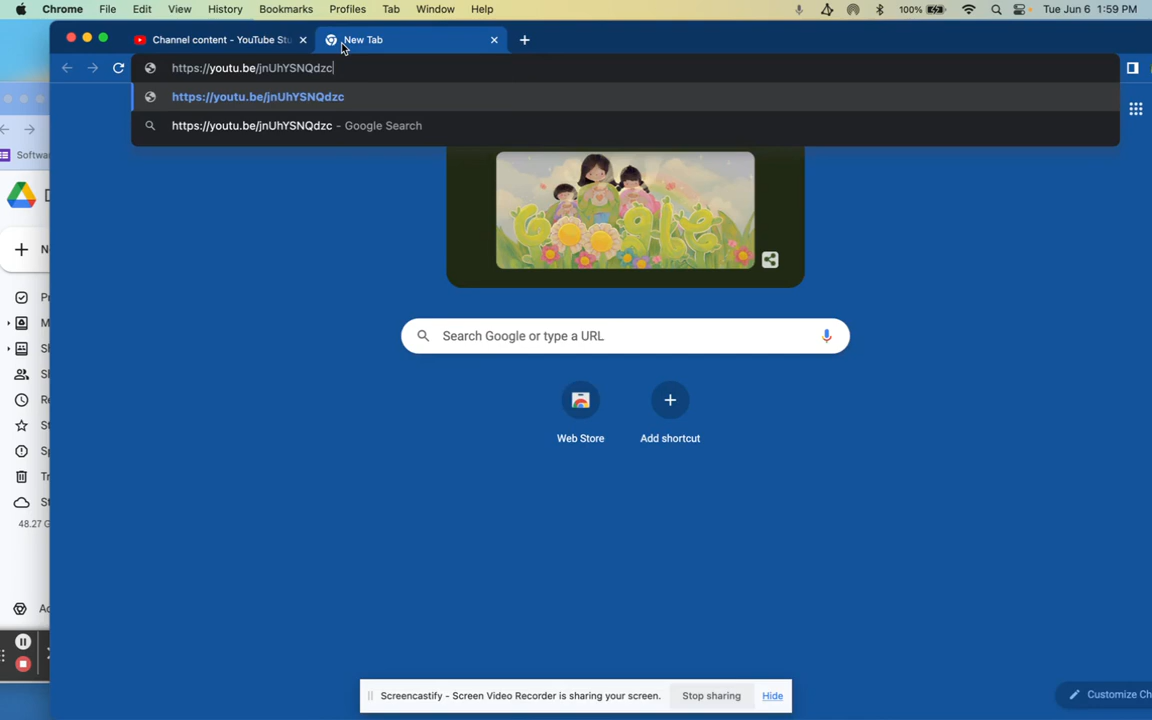 Chrome File Edit View History Bookmarks Profiles Tab Window Help 100% Tue Jun 6 1:59 PM
Channel content - YouTube Stu New Tab
https://youtu.be/jnUhYSNQdzc
https://youtu.be/jnUhYSNQdzc
https://youtu.be/jnUhYSNQdzc - Google Search
Softwar
Google
Search Google or type a URL
Web Store Add shortcut
48.27 G
Screencastify - Screen Video Recorder is sharing your screen. Stop sharing Hide
Customize Ch